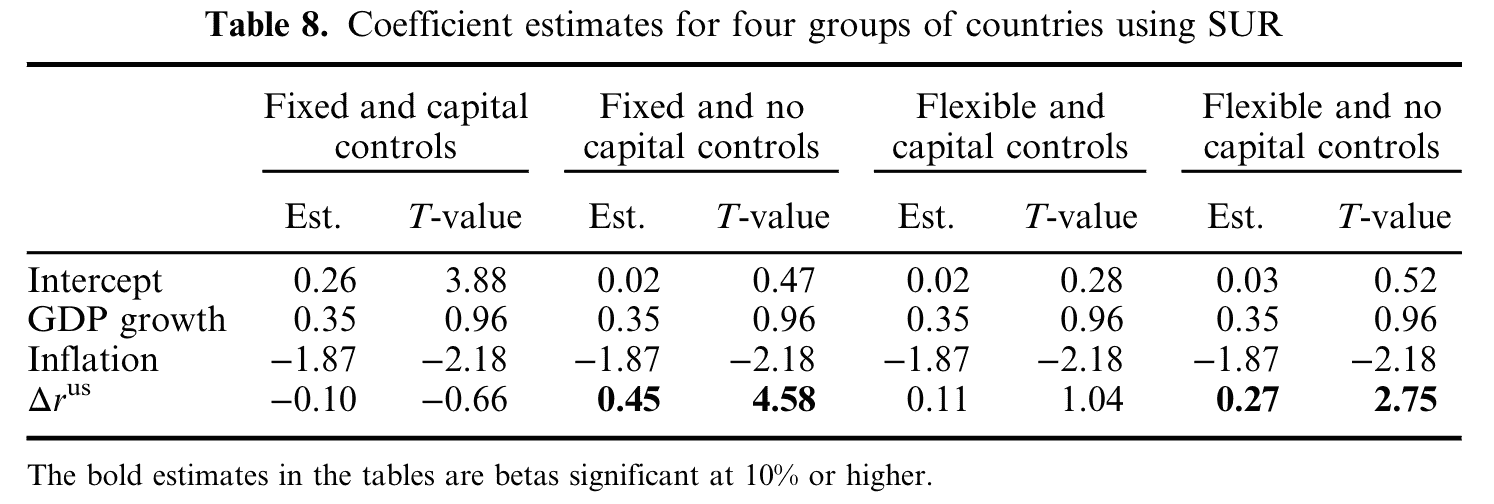 Table 8. Coefficient estimates for four groups of countries using SUR
Fixed and capital controls Fixed and no capital controls Flexible and capital controls Flexible and no capital controls
Est. T-value Est. T-value Est. T-value Est. T-value
Intercept 0.26 3.88 0.02 0.47 0.02 0.28 0.03 0.52
GDP growth 0.35 0.96 0.35 0.96 0.35 0.96 0.35 0.96
Inflation −1.87 −2.18 −1.87 −2.18 −1.87 −2.18 −1.87 −2.18
Δr^us −0.10 −0.66 0.45 4.58 0.11 1.04 0.27 2.75
The bold estimates in the tables are betas significant at 10% or higher.